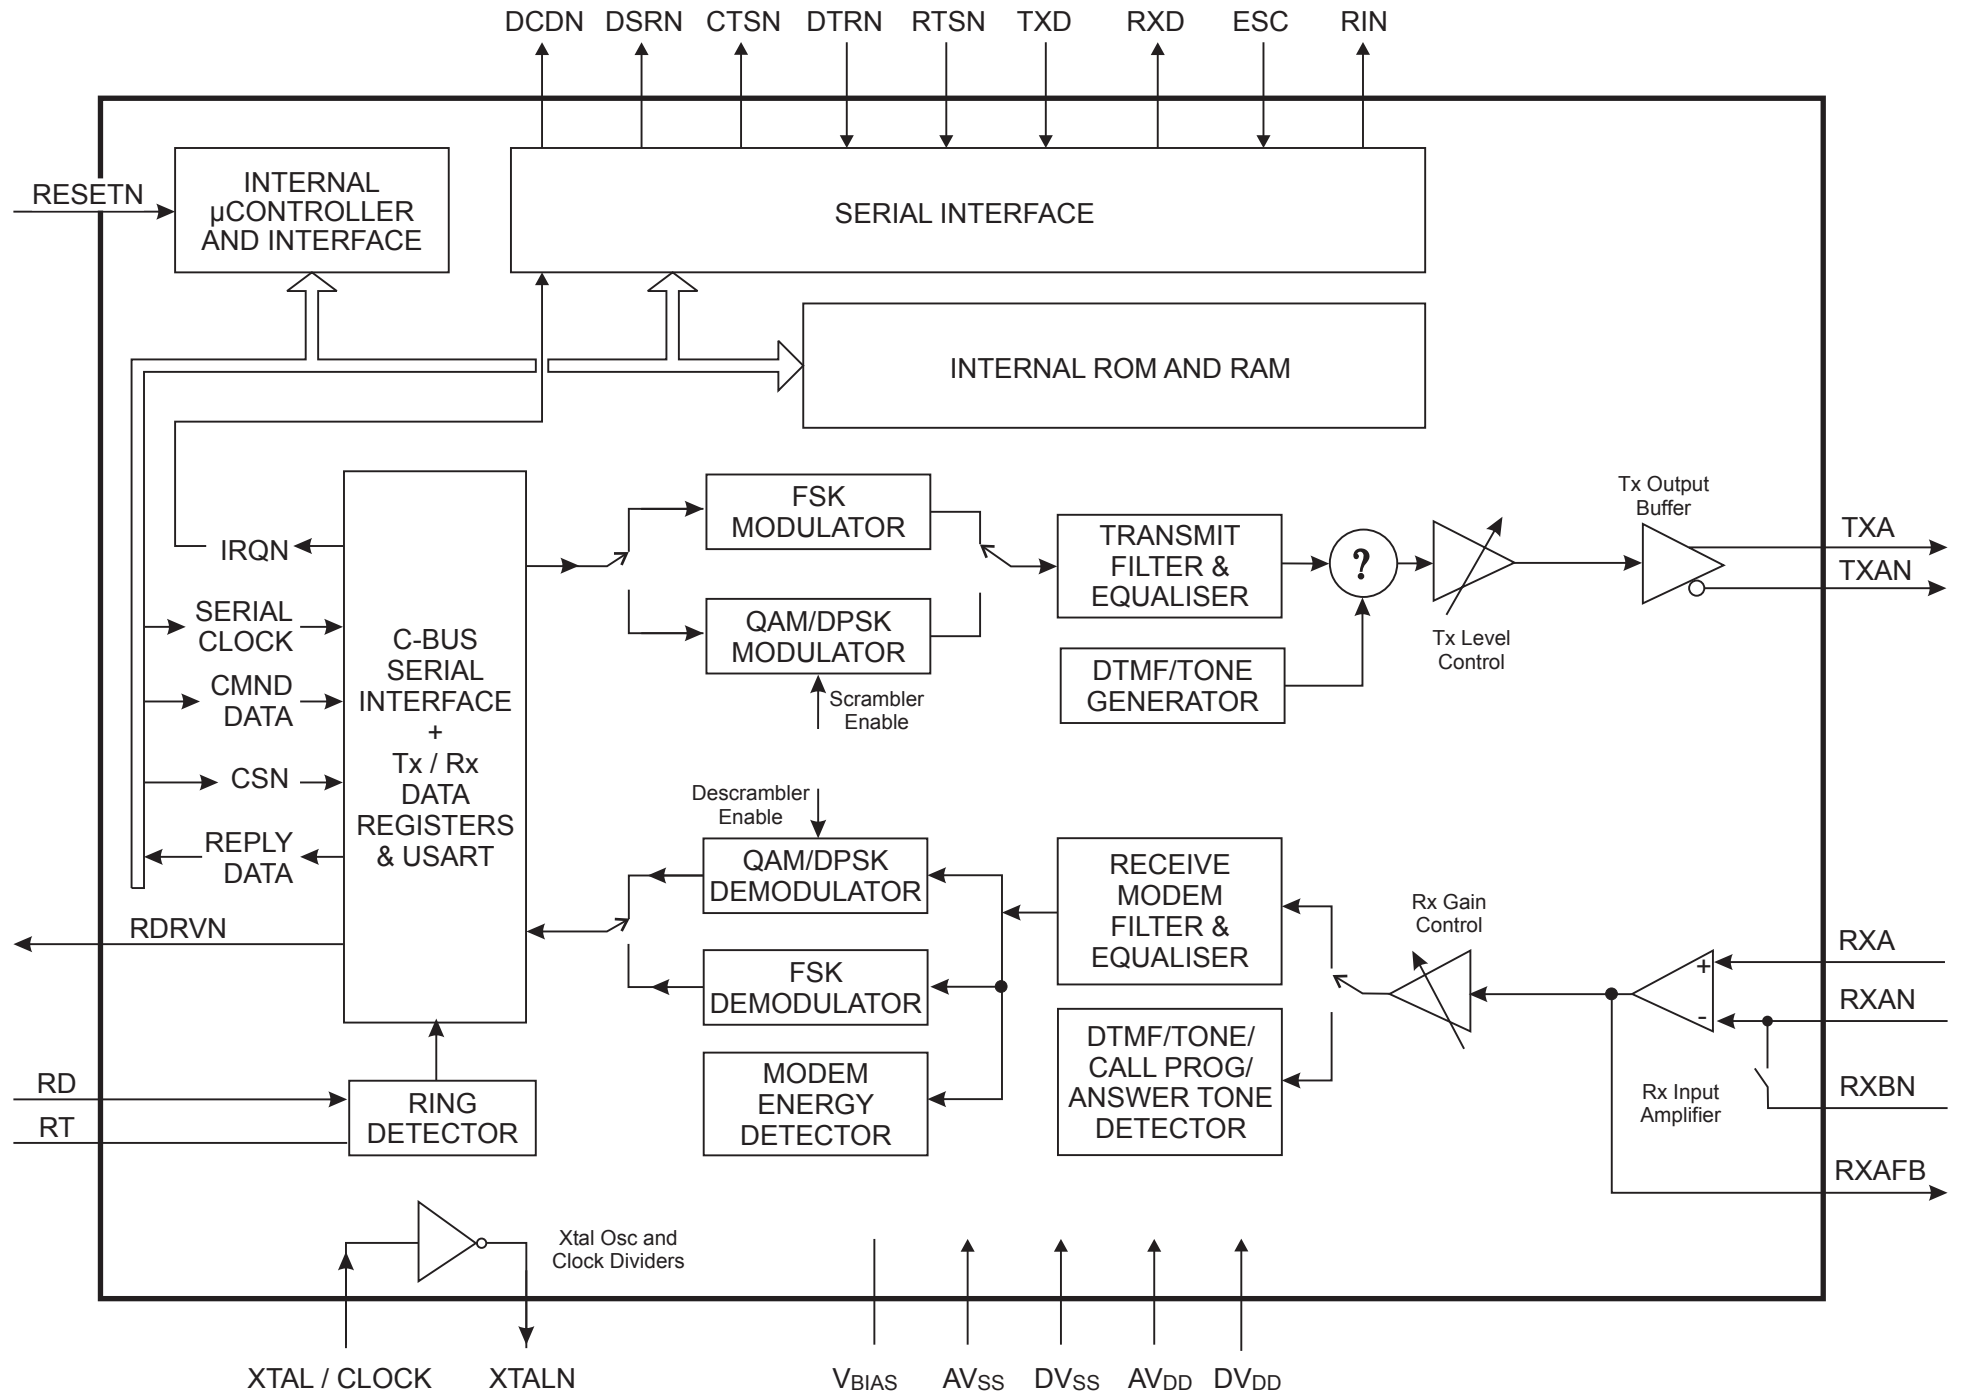 DCDN DSRN CTSN DTRN RTSN TXD RXD ESC RIN
RESETN
INTERNAL
µCONTROLLER
AND INTERFACE
SERIAL INTERFACE
INTERNAL ROM AND RAM
IRQN
SERIAL
CLOCK
CMND
DATA
CSN
REPLY
DATA
RDRVN
C-BUS
SERIAL
INTERFACE
+
Tx / Rx
DATA
REGISTERS
& USART
FSK
MODULATOR
QAM/DPSK
MODULATOR
Scrambler
Enable
TRANSMIT
FILTER &
EQUALISER
?
DTMF/TONE
GENERATOR
Tx Level
Control
Tx Output
Buffer
TXA
TXAN
Descrambler
Enable
QAM/DPSK
DEMODULATOR
FSK
DEMODULATOR
MODEM
ENERGY
DETECTOR
RECEIVE
MODEM
FILTER &
EQUALISER
DTMF/TONE/
CALL PROG/
ANSWER TONE
DETECTOR
Rx Gain
Control
+
-
Rx Input
Amplifier
RXA
RXAN
RXBN
RXAFB
RD
RT
RING
DETECTOR
Xtal Osc and
Clock Dividers
XTAL / CLOCK XTALN VBIAS AVSS DVSS AVDD DVDD